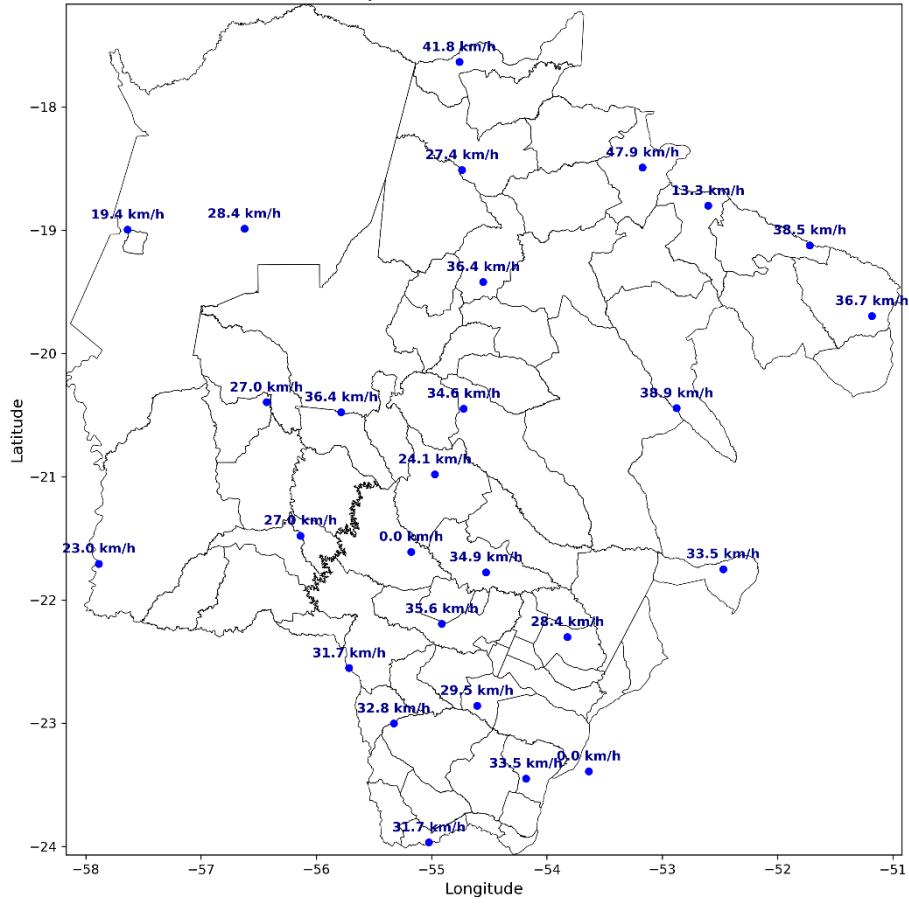 41.8 km/h
−18
27.4 km/h
47.9 km/h
13.3 km/h
19.4 km/h
28.4 km/h
−19
38.5 km/h
36.4 km/h
36.7 km/h
−20
27.0 km/h
36.4 km/h
34.6 km/h
38.9 km/h
Latitude
24.1 km/h
−21
27.0 km/h
0.0 km/h
23.0 km/h
34.9 km/h
33.5 km/h
−22
35.6 km/h
28.4 km/h
31.7 km/h
29.5 km/h
32.8 km/h
−23
33.5 km/h
0.0 km/h
31.7 km/h
−24
−58 −57 −56 −55 −54 −53 −52 −51
Longitude